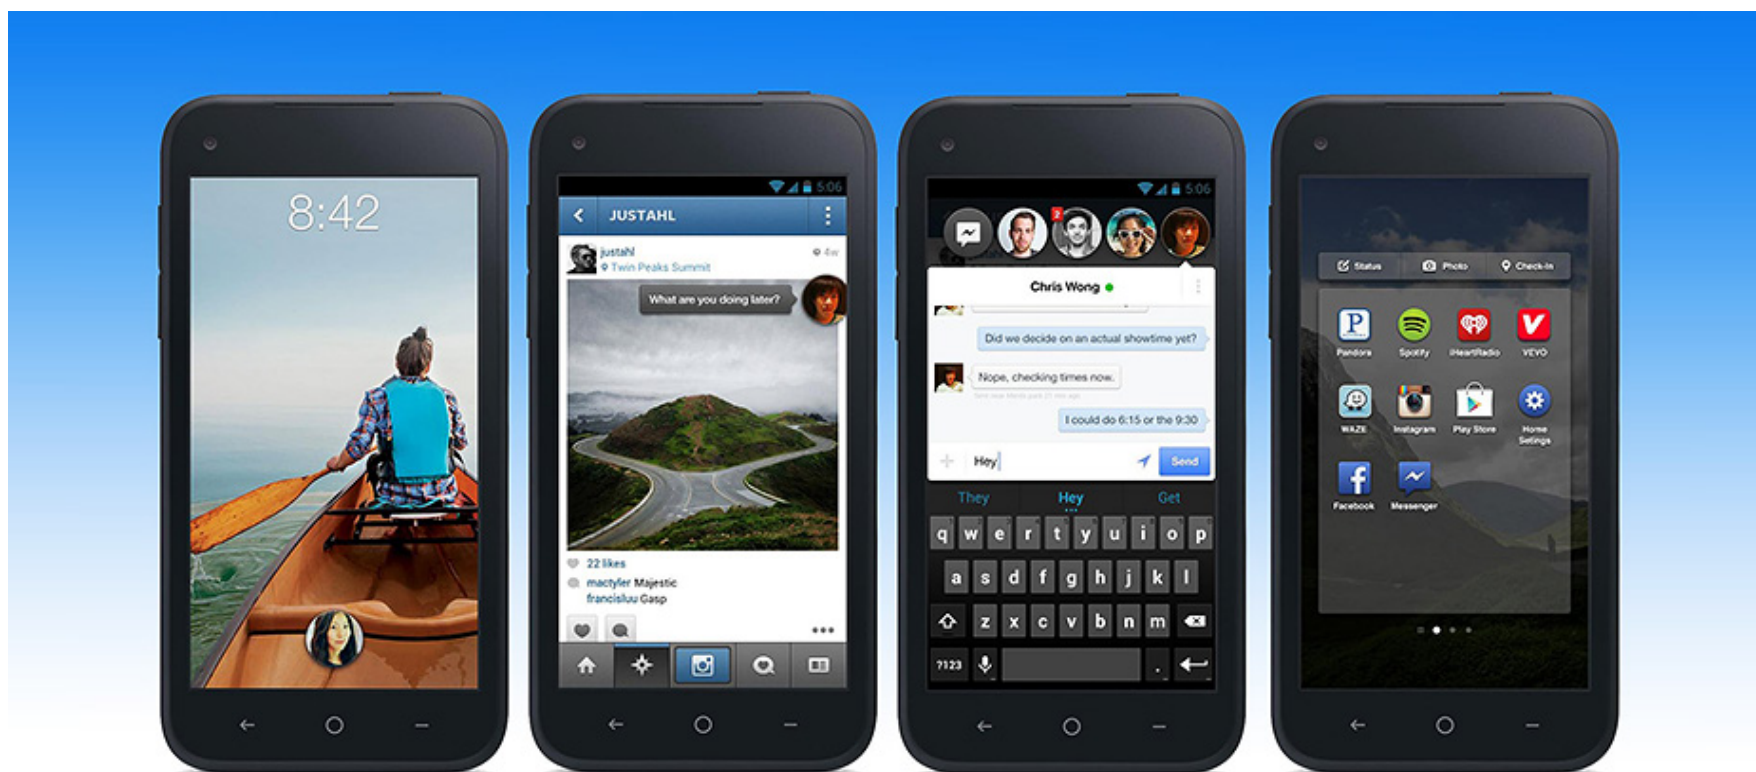 8:42
5:06
JUSTAHL
justahl
4w
Twin Peaks Summit
What are you doing later?
22 likes
mactyler Majestic
francisluu Gasp
5:06
2
Chris Wong
Did we decide on an actual showtime yet?
Nope, checking times now.
I could do 6:15 or the 9:30
Hey
Send
They Hey Get
q w e r t y u i o p
a s d f g h j k l
z x c v b n m
?123 .
Status Photo Check-In
P
Pandora Spotify iHeartRadio VEVO
WAZE Instagram Play Store Home
Setings
Facebook Messenger